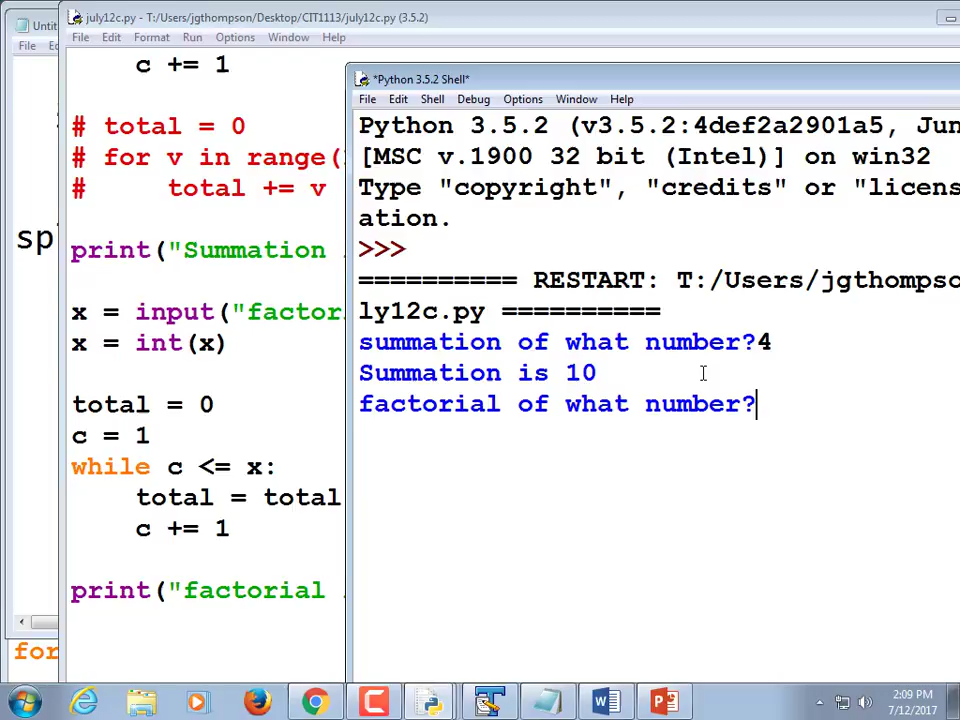 Untit
july12c.py - T:/Users/jgthompson/Desktop/CIT1113/july12c.py (3.5.2)
File Edit Format Run Options Window Help
File
c += 1
# total = 0
# for v in range(
# total += v
sp
print("Summation
x = input("factor
x = int(x)
total = 0
c = 1
while c <= x:
total = total
c += 1
print("factorial
for
*Python 3.5.2 Shell*
File Edit Shell Debug Options Window Help
Python 3.5.2 (v3.5.2:4def2a2901a5, Jun
[MSC v.1900 32 bit (Intel)] on win32
Type "copyright", "credits" or "licens
ation.
>>>
========== RESTART: T:/Users/jgthompso
ly12c.py ==========
summation of what number?4
Summation is 10
factorial of what number?
2:09 PM
7/12/2017